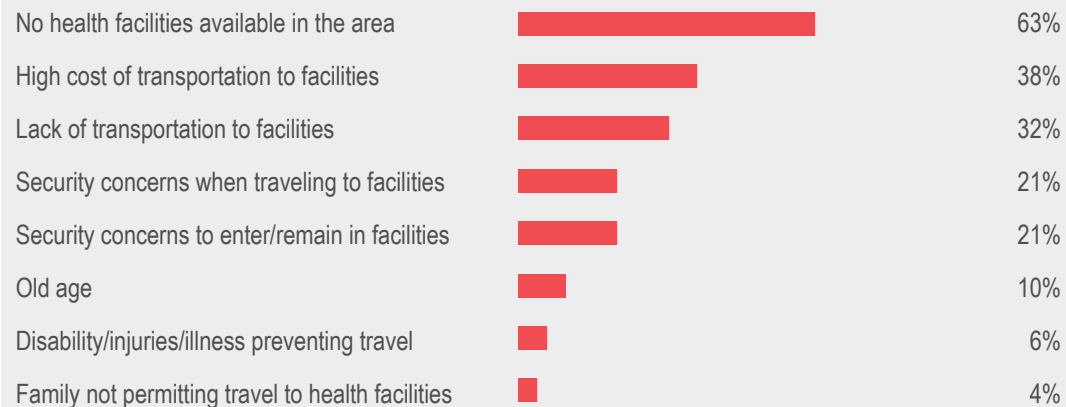 No health facilities available in the area 63%
High cost of transportation to facilities 38%
Lack of transportation to facilities 32%
Security concerns when traveling to facilities 21%
Security concerns to enter/remain in facilities 21%
Old age 10%
Disability/injuries/illness preventing travel 6%
Family not permitting travel to health facilities 4%